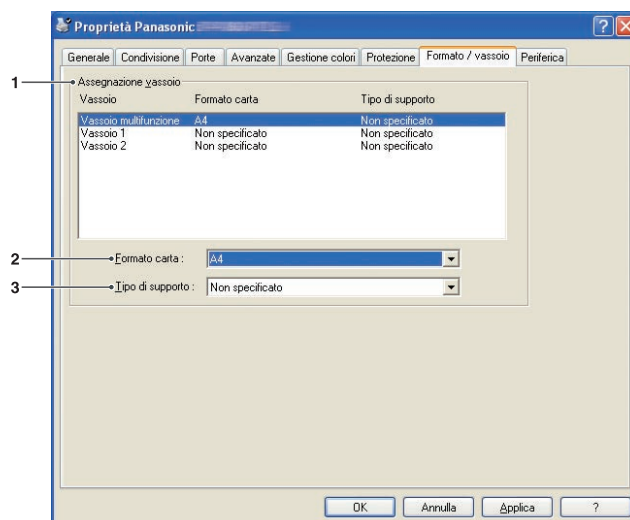 Proprietà Panasonic
Generale Condivisione Porte Avanzate Gestione colori Protezione Formato / vassoio Periferica
1 Assegnazione vassoio
Vassoio Formato carta Tipo di supporto
Vassoio multifunzione A4 Non specificato
Vassoio 1 Non specificato Non specificato
Vassoio 2 Non specificato Non specificato
2 Formato carta : A4
3 Tipo di supporto : Non specificato
OK Annulla Applica ?